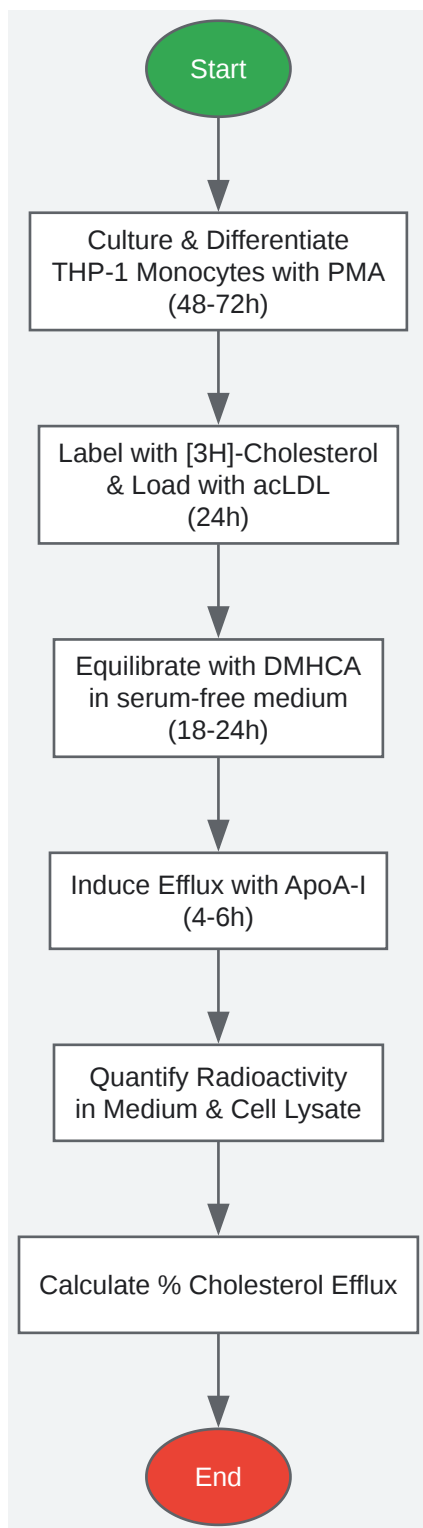 Start
Culture & Differentiate
THP-1 Monocytes with PMA
(48-72h)
Label with [3H]-Cholesterol
& Load with acLDL
(24h)
Equilibrate with DMHCA
in serum-free medium
(18-24h)
Induce Efflux with ApoA-I
(4-6h)
Quantify Radioactivity
in Medium & Cell Lysate
Calculate % Cholesterol Efflux
End